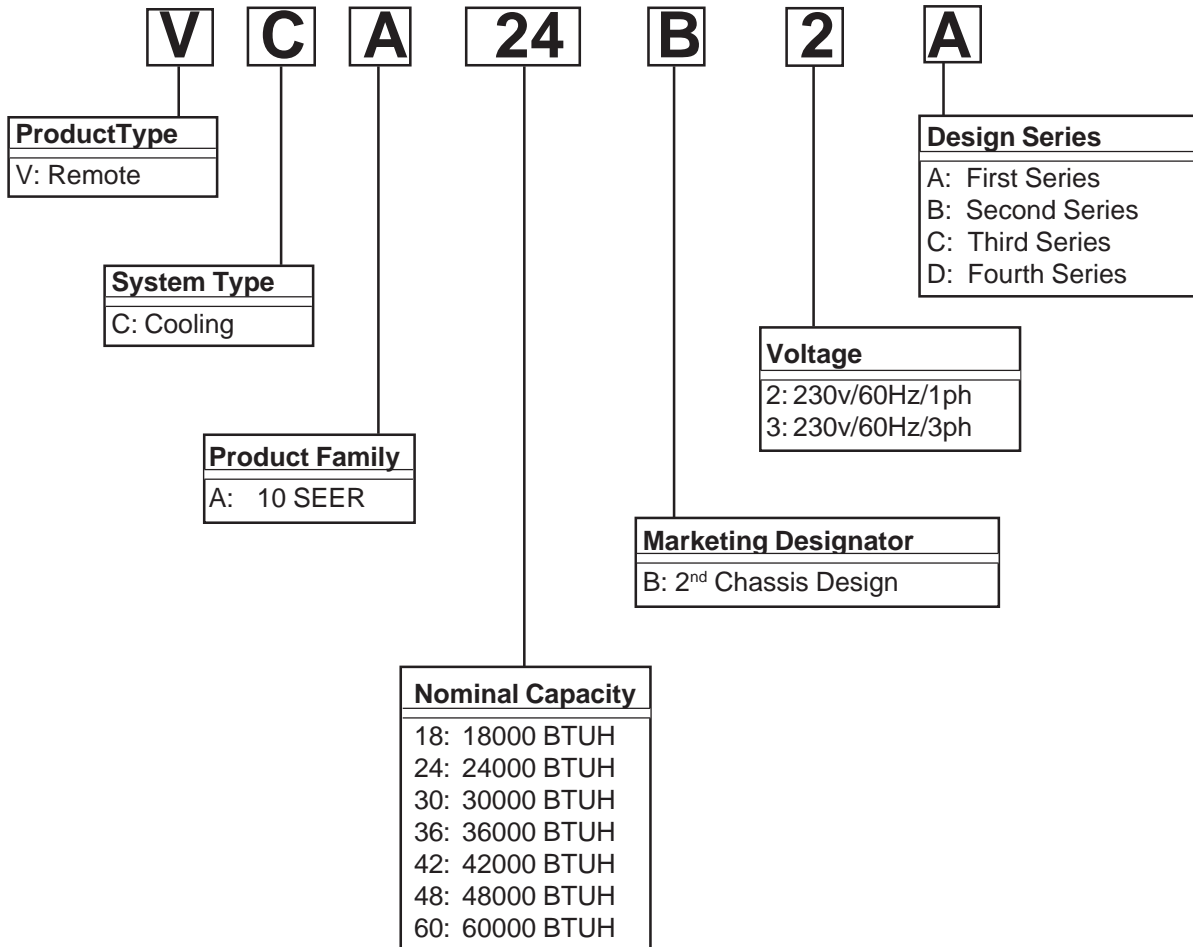 V C A 24 B 2 A
ProductType
V: Remote
System Type
C: Cooling
Product Family
A: 10 SEER
Nominal Capacity
18: 18000 BTUH
24: 24000 BTUH
30: 30000 BTUH
36: 36000 BTUH
42: 42000 BTUH
48: 48000 BTUH
60: 60000 BTUH
Marketing Designator
B: 2nd Chassis Design
Voltage
2: 230v/60Hz/1ph
3: 230v/60Hz/3ph
Design Series
A: First Series
B: Second Series
C: Third Series
D: Fourth Series